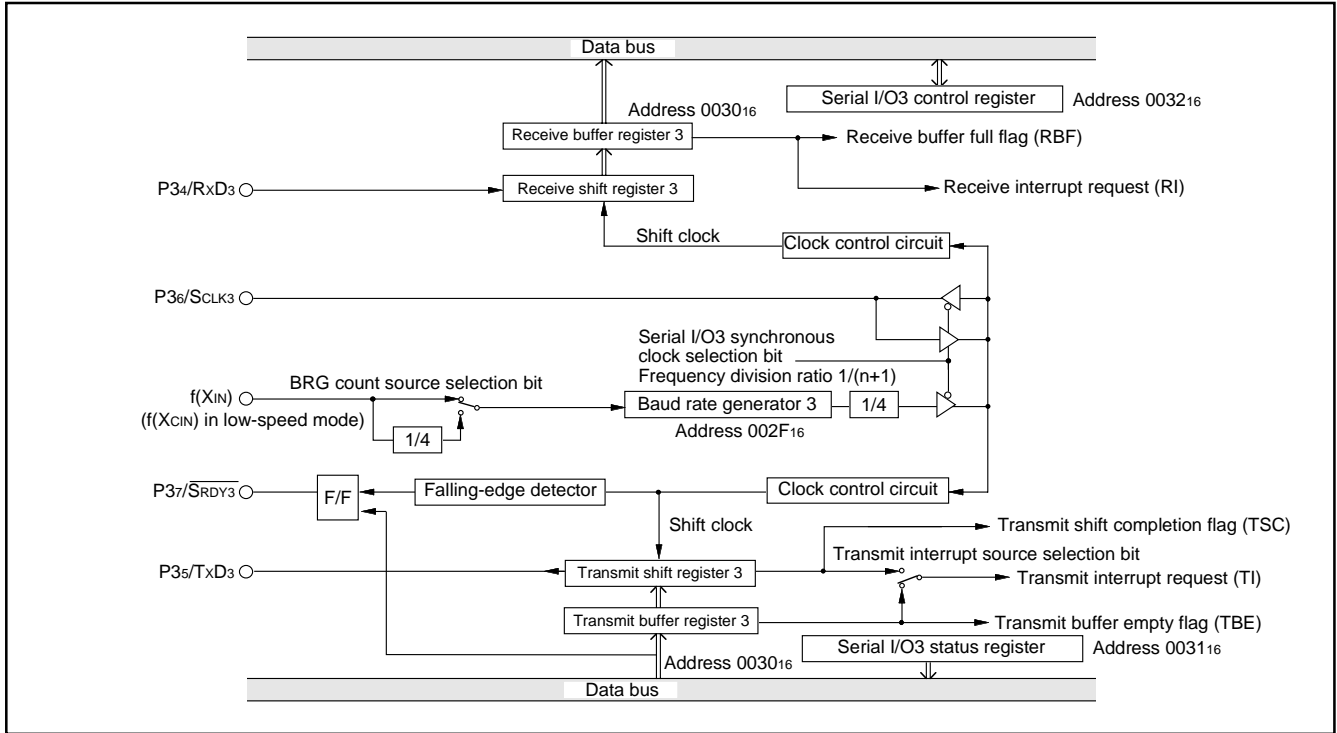 Data bus
Serial I/O3 control register
Address 0032₁₆
Address 0030₁₆
Receive buffer register 3
Receive buffer full flag (RBF)
P3₄/RxD₃
Receive shift register 3
Receive interrupt request (RI)
Shift clock
Clock control circuit
P3₆/SCLK3
Serial I/O3 synchronous
clock selection bit
Frequency division ratio 1/(n+1)
BRG count source selection bit
f(XIN)
(f(XCIN) in low-speed mode)
1/4
Baud rate generator 3
1/4
Address 002F₁₆
P3₇/S̅R̅D̅Y̅3̅
F/F
Falling-edge detector
Clock control circuit
Shift clock
Transmit shift completion flag (TSC)
Transmit interrupt source selection bit
P3₅/TxD₃
Transmit shift register 3
Transmit interrupt request (TI)
Transmit buffer register 3
Transmit buffer empty flag (TBE)
Address 0030₁₆
Serial I/O3 status register
Address 0031₁₆
Data bus